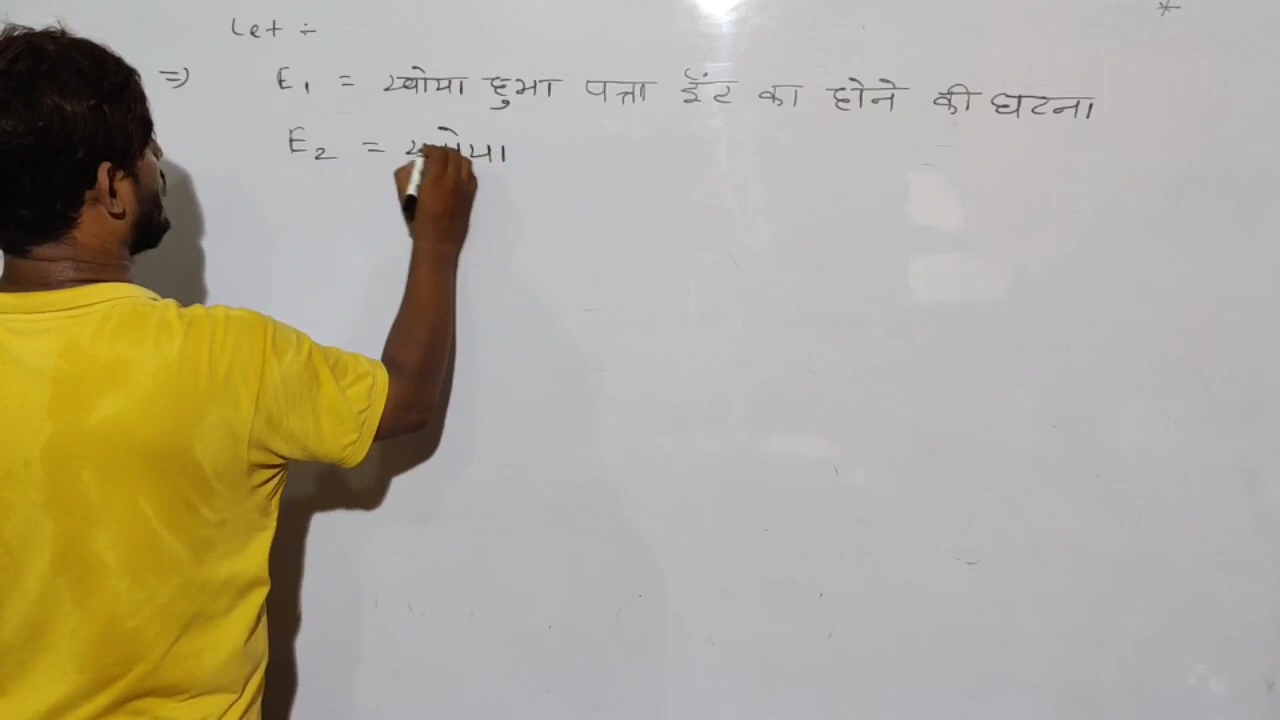 Let ÷
⇒ E₁ = खोया हुआ पत्ता ईंट का होने की घटना
E₂ = खोया
*